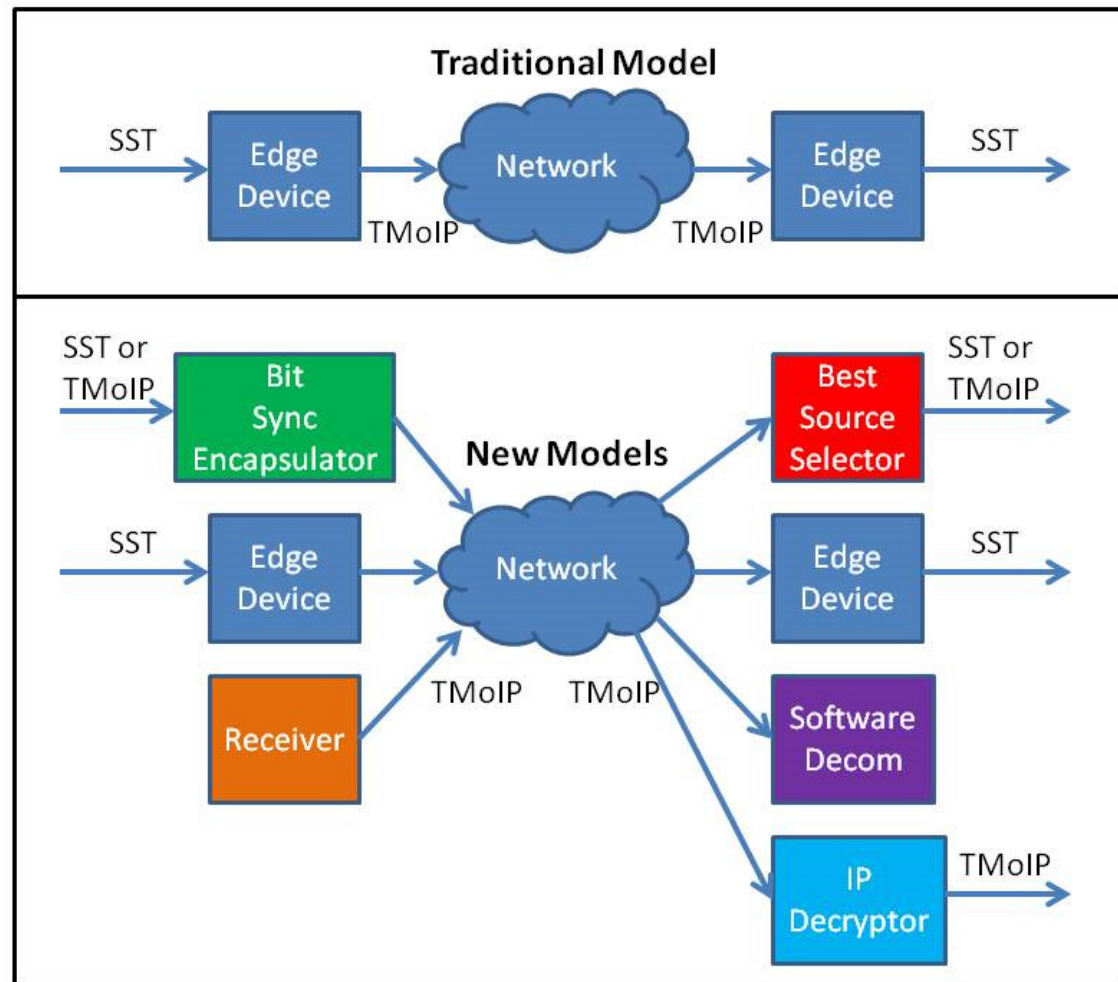 Traditional Model
SST
Edge
Device
TMoIP
Network
TMoIP
Edge
Device
SST
SST or
TMoIP
Bit
Sync
Encapsulator
New Models
Best
Source
Selector
SST or
TMoIP
SST
Edge
Device
Network
Edge
Device
SST
Receiver
TMoIP
TMoIP
Software
Decom
IP
Decryptor
TMoIP